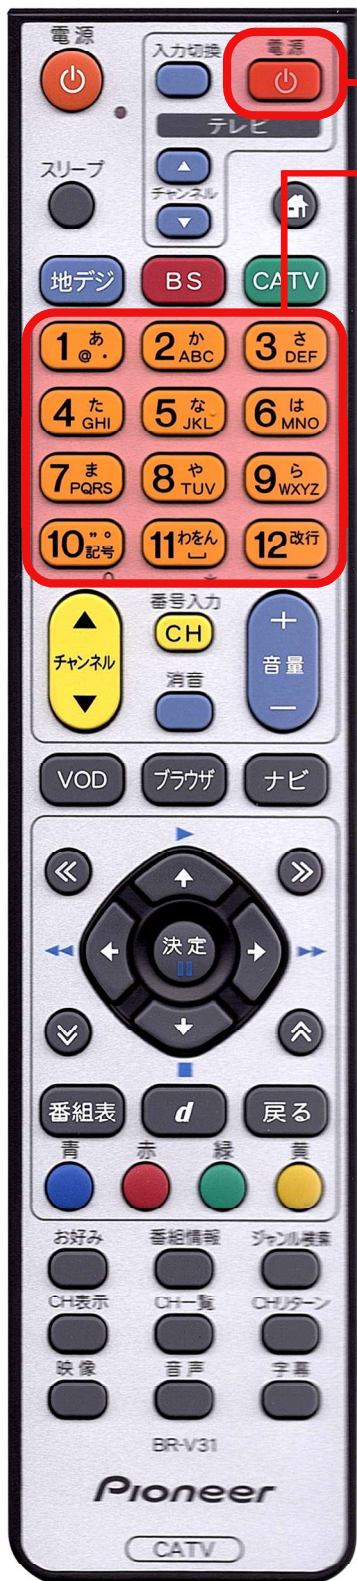 電源
入力切換
電源
テレビ
スリープ
チャンネル
地デジ BS CATV
1 あ @ .
2 か ABC
3 さ DEF
4 た GHI
5 な JKL
6 は MNO
7 ま PQRS
8 や TUV
9 ら WXYZ
10 ゛゜ 記号
11 わをん
12 改行
番号入力
CH
チャンネル
音量
消音
VOD ブラウザ ナビ
決定
番組表 d 戻る
青 赤 緑 黄
お好み 番組情報 ジャンル検索
CH表示 CH一覧 CHリターン
映像 音声 字幕
BR-V31
Pioneer
CATV